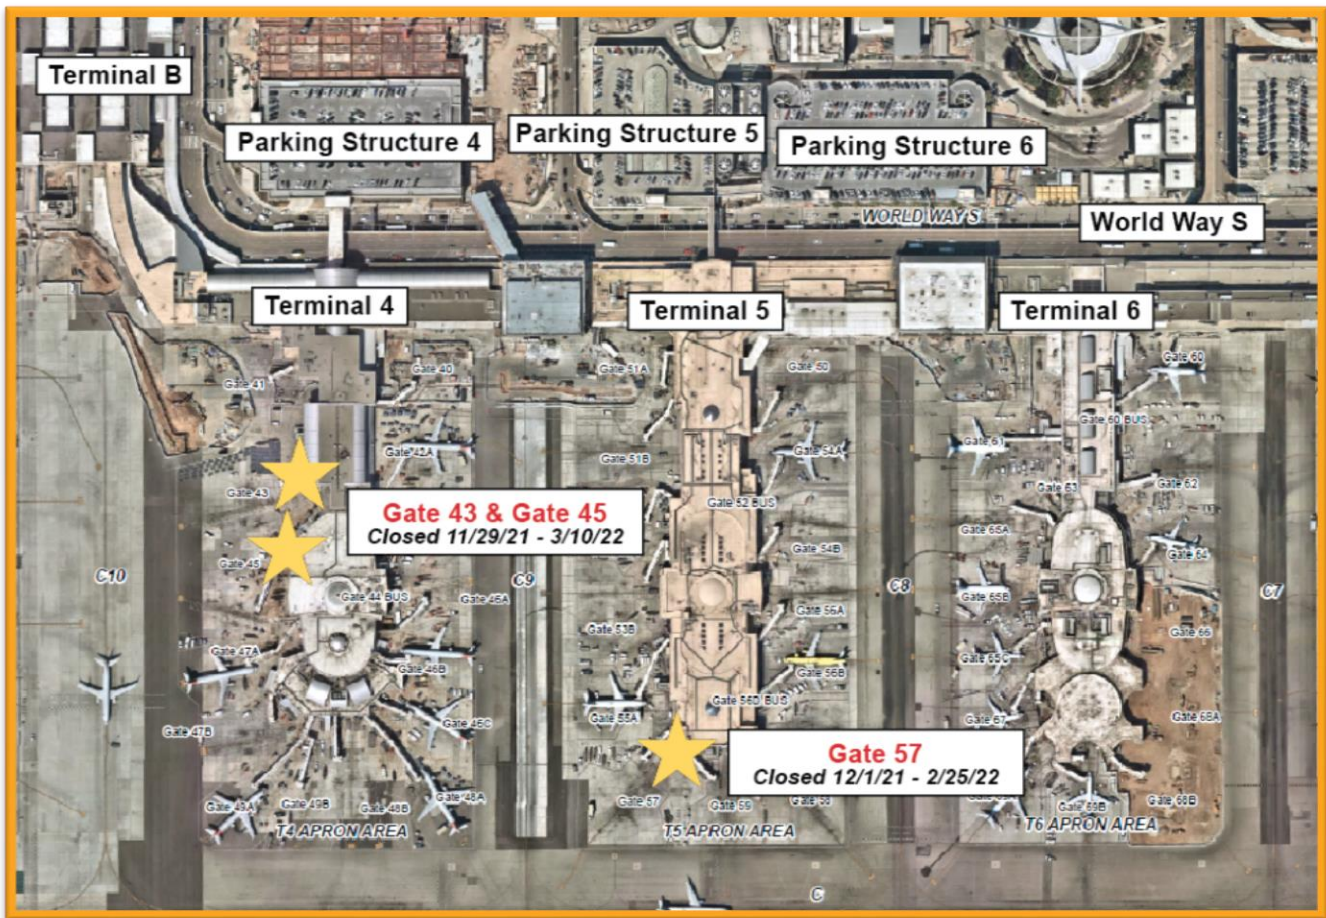 Terminal B
Parking Structure 4
Parking Structure 5
Parking Structure 6
WORLD WAY S
World Way S
Terminal 4
Terminal 5
Terminal 6
Gate 41
Gate 40
Gate 51A
Gate 50
Gate 60
Gate 60 BUS
Gate 42A
Gate 51B
Gate 54A
Gate 61
Gate 43
Gate 52 BUS
Gate 63
Gate 62
Gate 43 & Gate 45
Closed 11/29/21 - 3/10/22
Gate 65A
Gate 45
Gate 54B
Gate 64
C10
C9
C8
C7
Gate 44 BUS
Gate 46A
Gate 56A
Gate 65B
Gate 53B
Gate 66
Gate 47A
Gate 46B
Gate 56B
Gate 65C
Gate 56D BUS
Gate 55A
Gate 46C
Gate 67
Gate 68A
Gate 47B
Gate 57
Closed 12/1/21 - 2/25/22
Gate 49A
Gate 49B
Gate 48B
Gate 48A
Gate 57
Gate 59
Gate 58
Gate 69B
Gate 68B
T4 APRON AREA
T5 APRON AREA
T6 APRON AREA
C